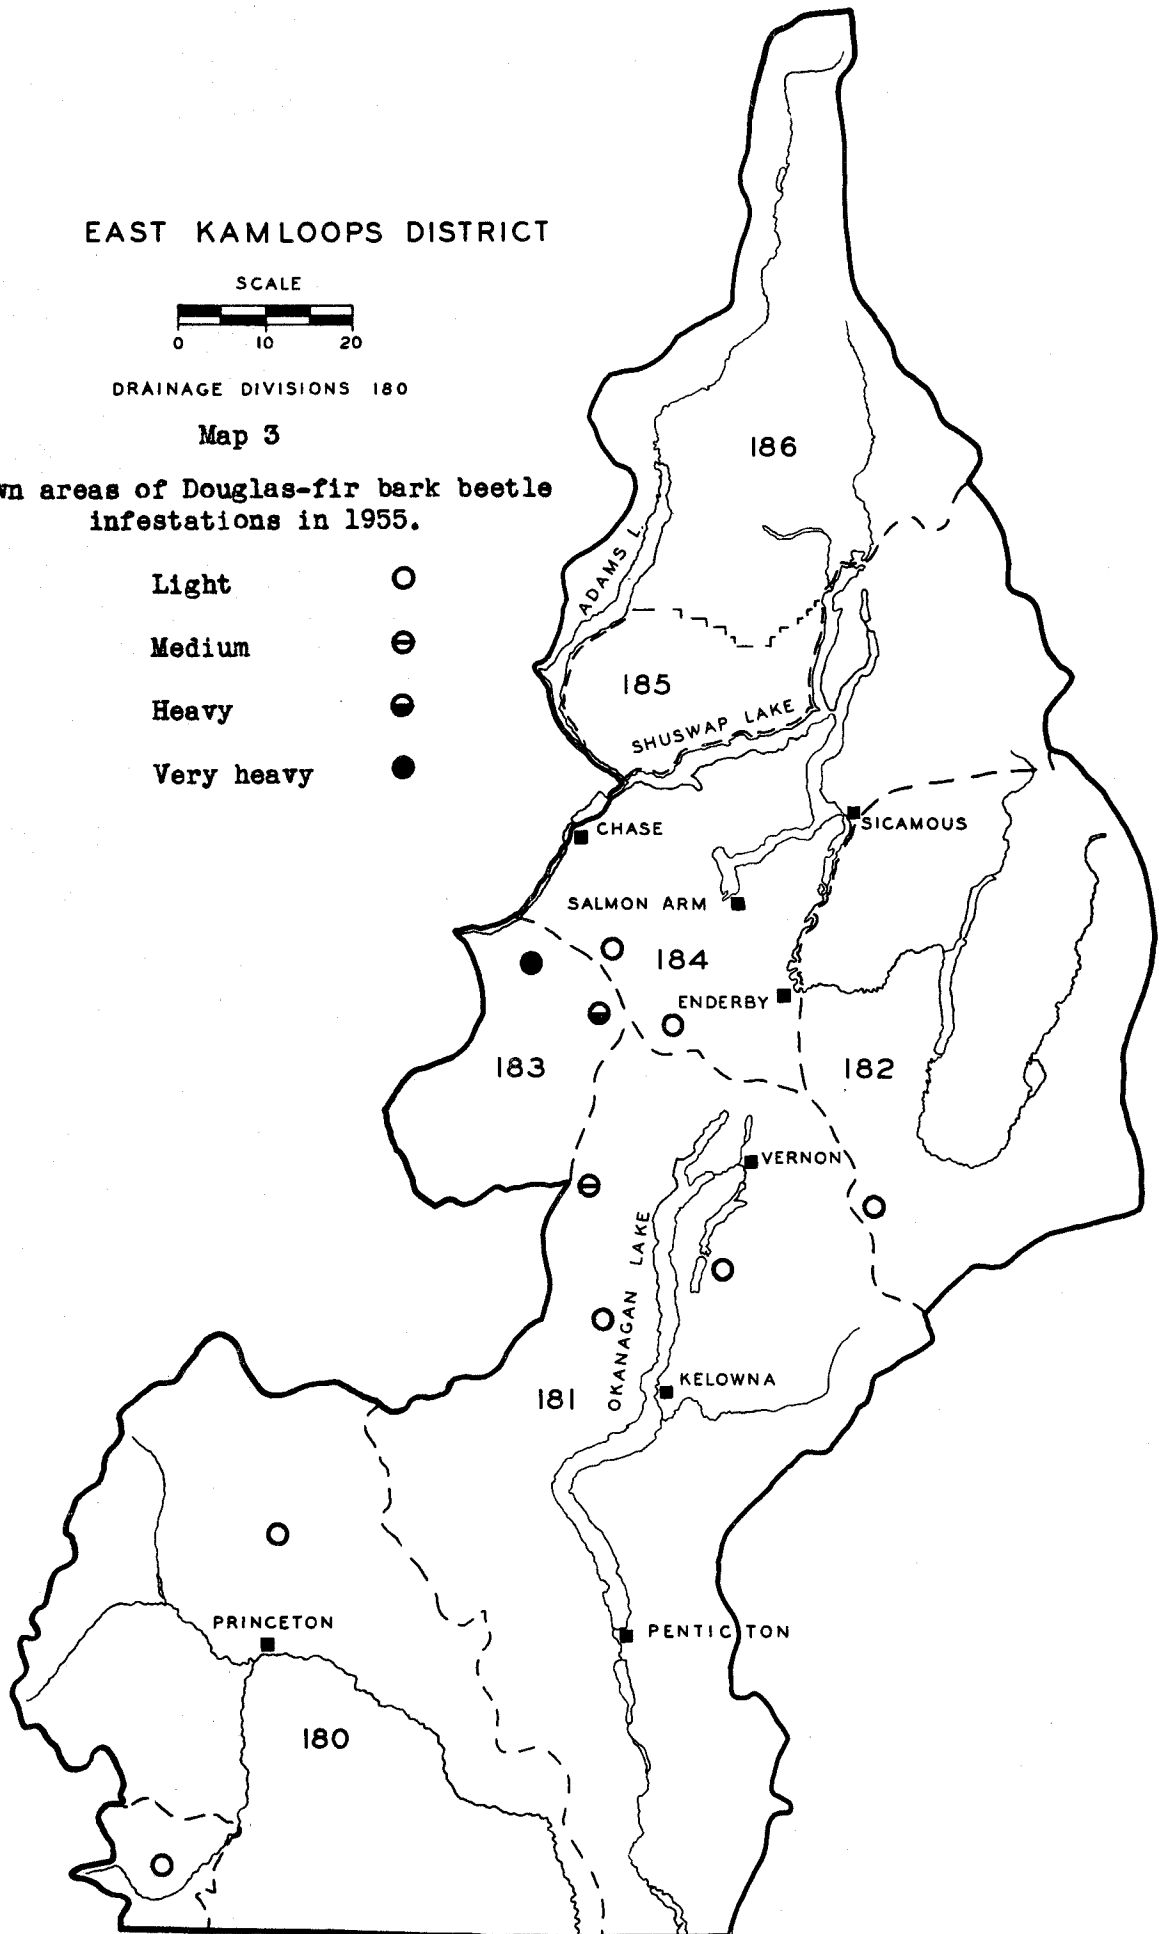 EAST KAMLOOPS DISTRICT
SCALE
0 10 20
DRAINAGE DIVISIONS 180
Map 3
wn areas of Douglas-fir bark beetle
infestations in 1955.
Light
Medium
Heavy
Very heavy
186
ADAMS L.
185
SHUSWAP LAKE
CHASE
SICAMOUS
SALMON ARM
184
ENDERBY
183
182
VERNON
OKANAGAN LAKE
KELOWNA
181
PRINCETON
PENTICTON
180